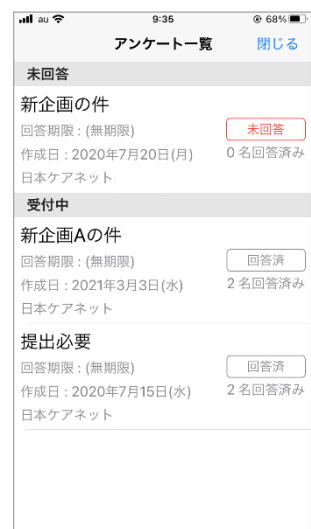 au 9:35 68%
アンケート一覧 閉じる
未回答
新企画の件
回答期限 : (無期限) 未回答
作成日 : 2020年7月20日(月) 0 名回答済み
日本ケアネット
受付中
新企画Aの件
回答期限 : (無期限) 回答済
作成日 : 2021年3月3日(水) 2 名回答済み
日本ケアネット
提出必要
回答期限 : (無期限) 回答済
作成日 : 2020年7月15日(水) 2 名回答済み
日本ケアネット